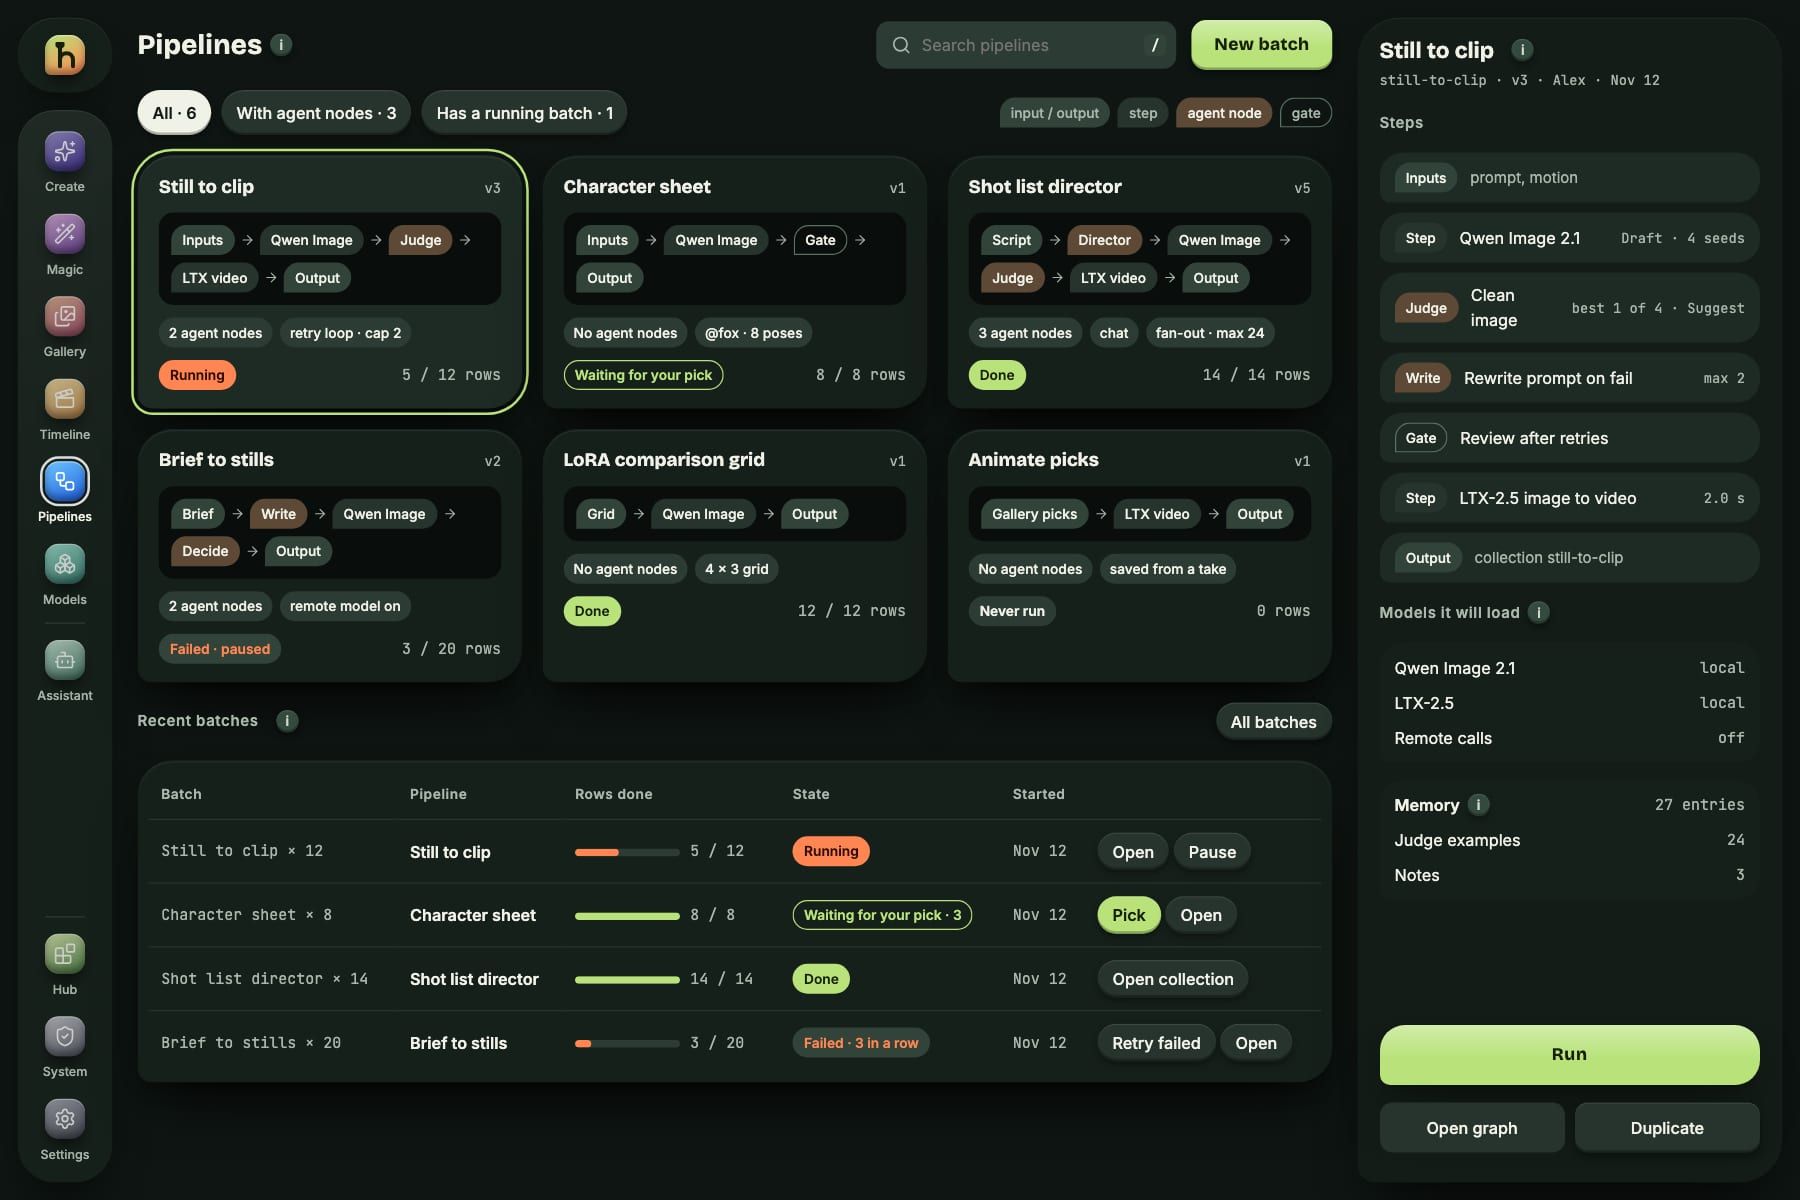 h
Create
Magic
Gallery
Timeline
Pipelines
Models
Assistant
Hub
System
Settings
Pipelines i
Search pipelines /
New batch
All · 6
With agent nodes · 3
Has a running batch · 1
input / output
step
agent node
gate
Still to clip v3
Inputs → Qwen Image → Judge →
LTX video → Output
2 agent nodes retry loop · cap 2
Running 5 / 12 rows
Character sheet v1
Inputs → Qwen Image → Gate →
Output
No agent nodes @fox · 8 poses
Waiting for your pick 8 / 8 rows
Shot list director v5
Script → Director → Qwen Image →
Judge → LTX video → Output
3 agent nodes chat fan-out · max 24
Done 14 / 14 rows
Brief to stills v2
Brief → Write → Qwen Image →
Decide → Output
2 agent nodes remote model on
Failed · paused 3 / 20 rows
LoRA comparison grid v1
Grid → Qwen Image → Output
No agent nodes 4 × 3 grid
Done 12 / 12 rows
Animate picks v1
Gallery picks → LTX video → Output
No agent nodes saved from a take
Never run 0 rows
Recent batches i
All batches
Batch Pipeline Rows done State Started
Still to clip × 12 Still to clip 5 / 12 Running Nov 12 Open Pause
Character sheet × 8 Character sheet 8 / 8 Waiting for your pick · 3 Nov 12 Pick Open
Shot list director × 14 Shot list director 14 / 14 Done Nov 12 Open collection
Brief to stills × 20 Brief to stills 3 / 20 Failed · 3 in a row Nov 12 Retry failed Open
Still to clip i
still-to-clip · v3 · Alex · Nov 12
Steps
Inputs prompt, motion
Step Qwen Image 2.1 Draft · 4 seeds
Judge Clean image best 1 of 4 · Suggest
Write Rewrite prompt on fail max 2
Gate Review after retries
Step LTX-2.5 image to video 2.0 s
Output collection still-to-clip
Models it will load i
Qwen Image 2.1 local
LTX-2.5 local
Remote calls off
Memory i 27 entries
Judge examples 24
Notes 3
Run
Open graph
Duplicate